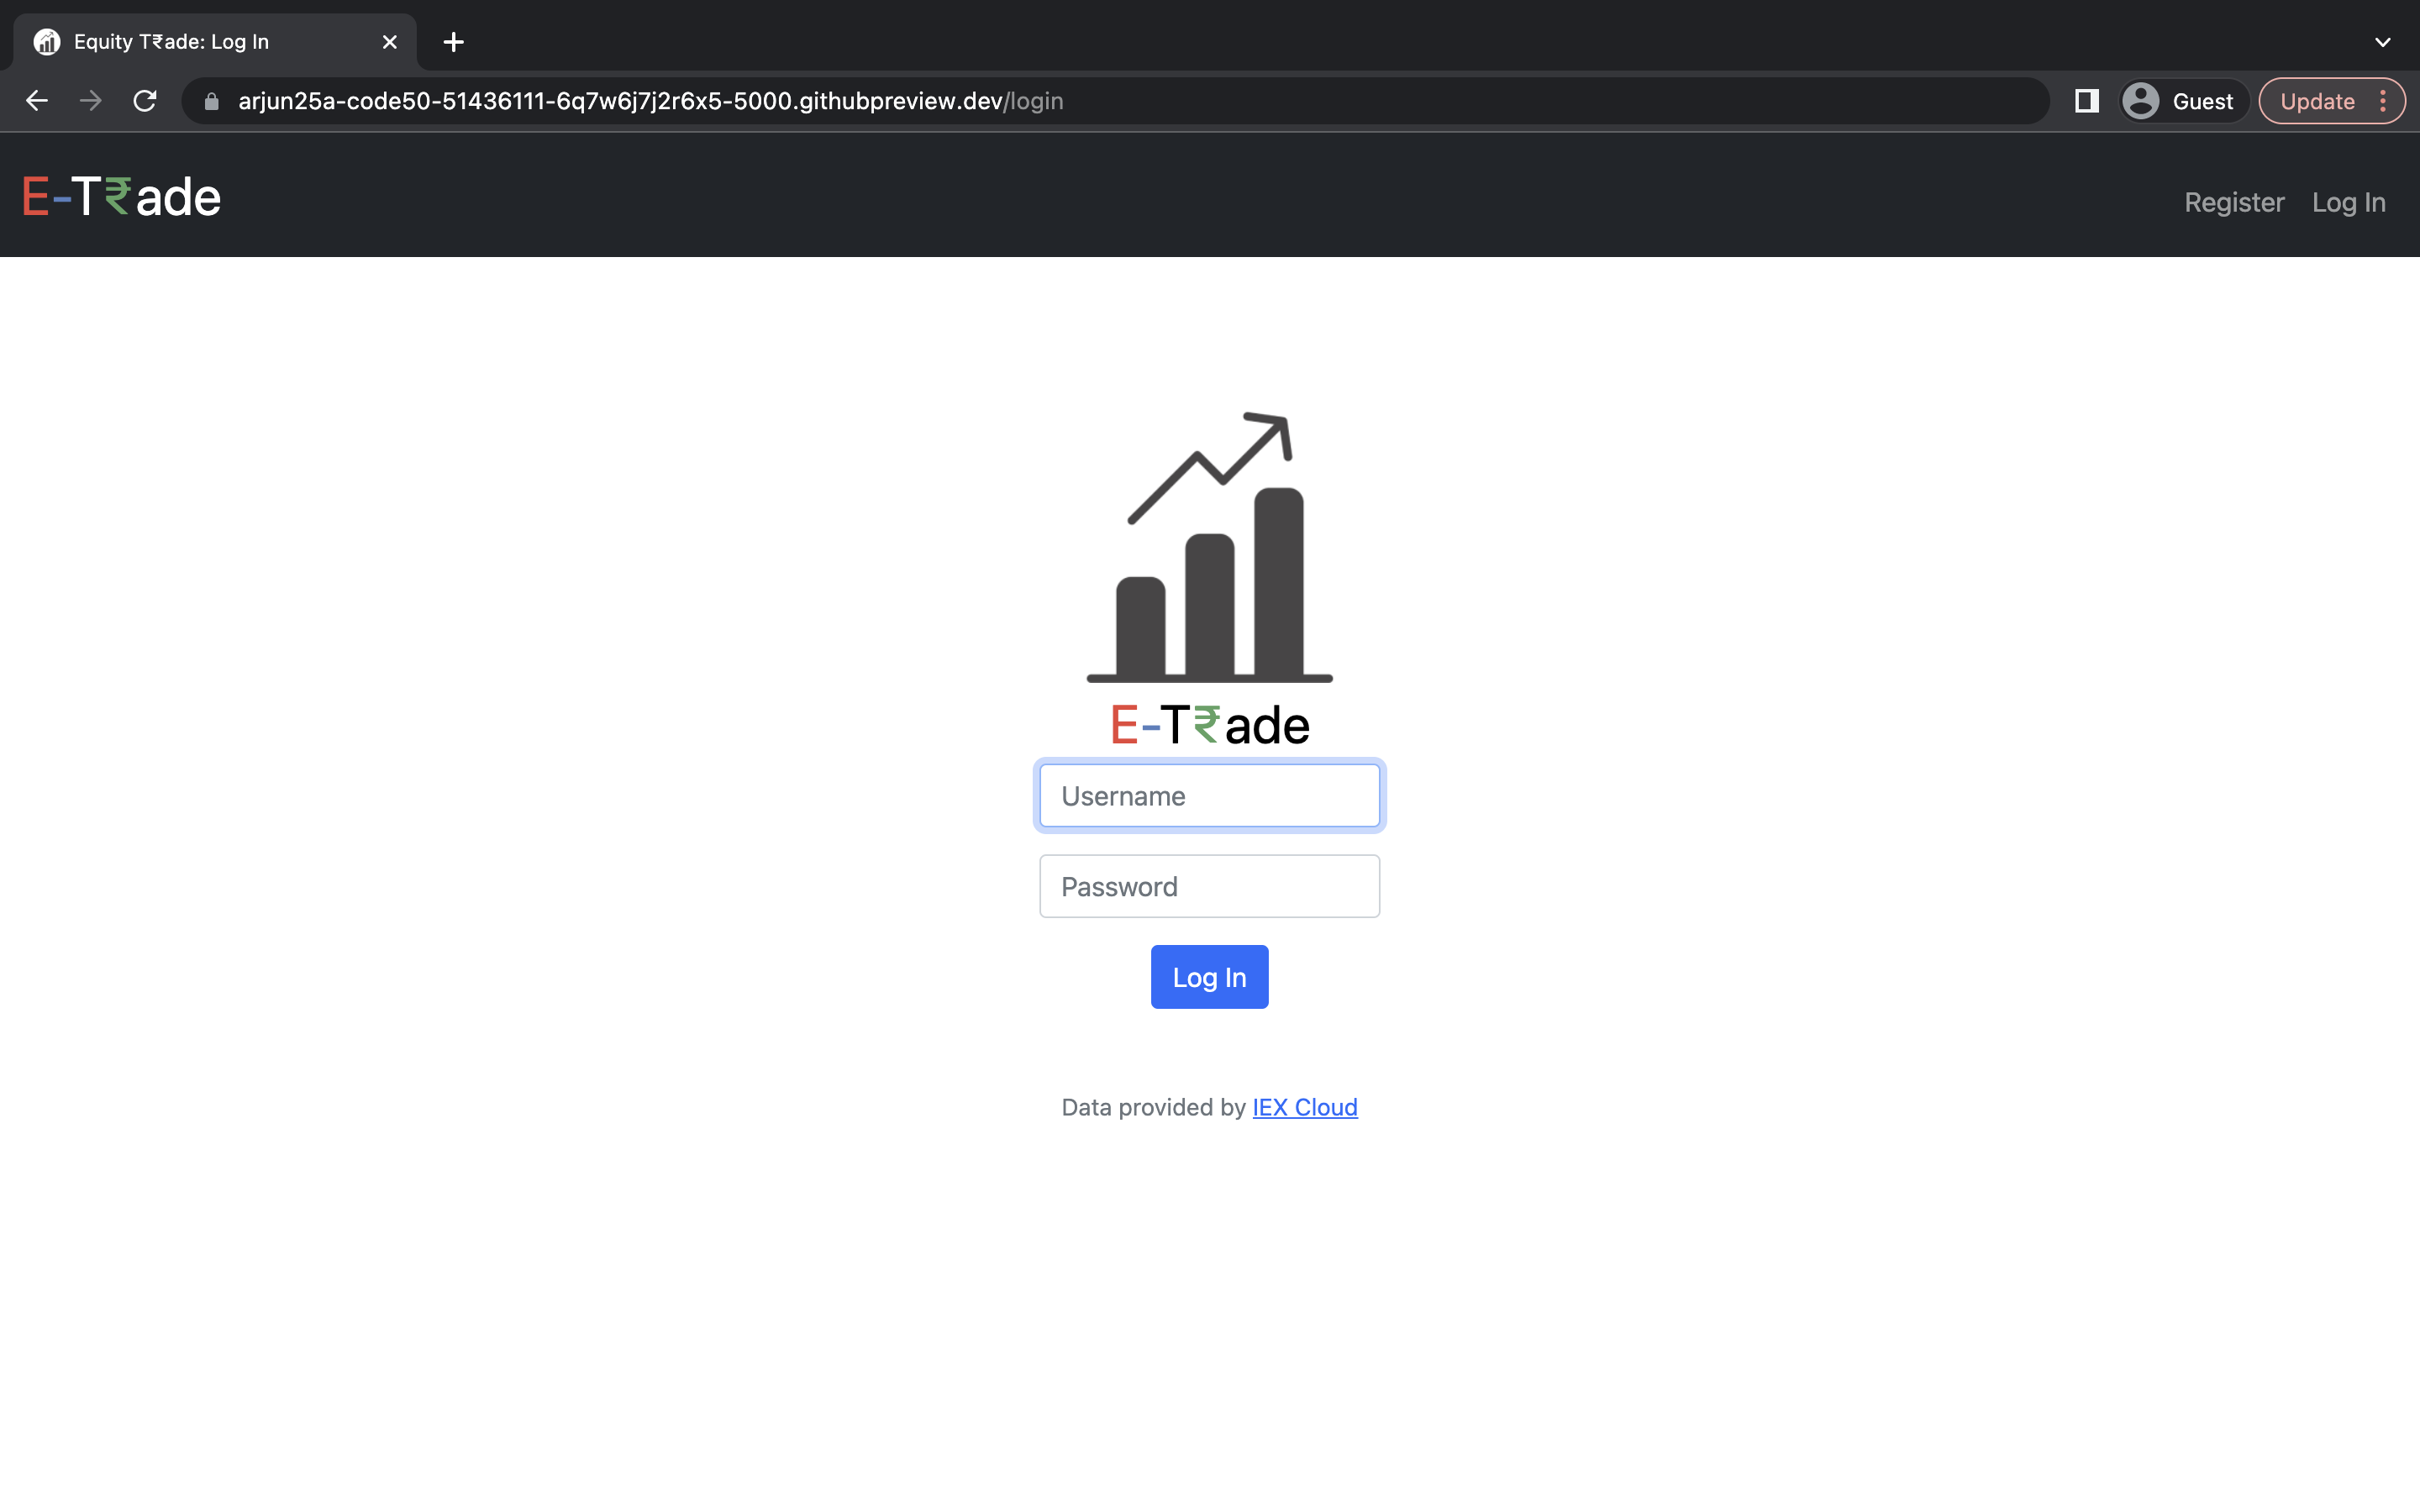 Equity T₹ade: Log In
arjun25a-code50-51436111-6q7w6j7j2r6x5-5000.githubpreview.dev/login
Guest
Update
E-T₹ade
Register
Log In
E-T₹ade
Username
Password
Log In
Data provided by IEX Cloud